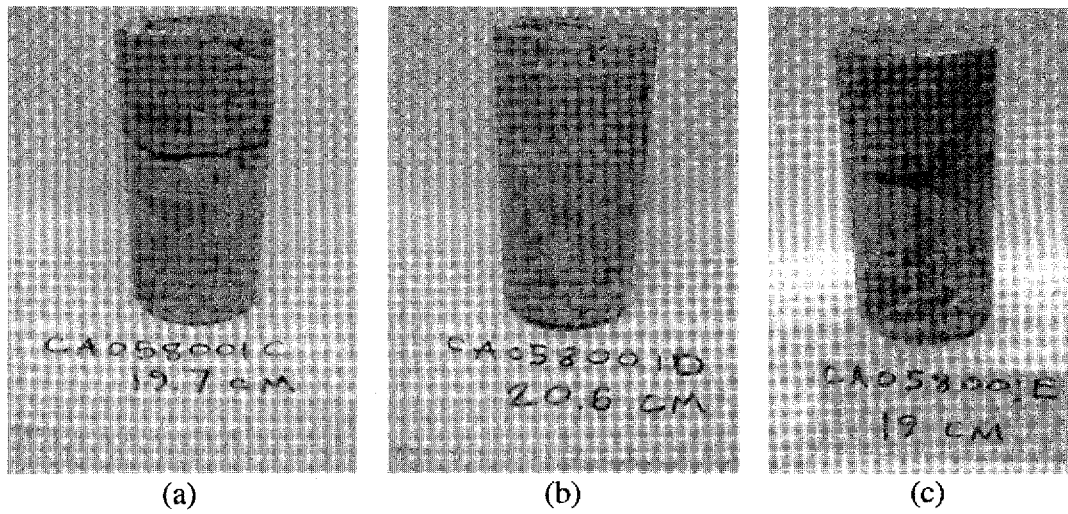 CA058001C
19.7 CM
CA058001D
20.6 CM
CA058001E
19 CM
(a)
(b)
(c)